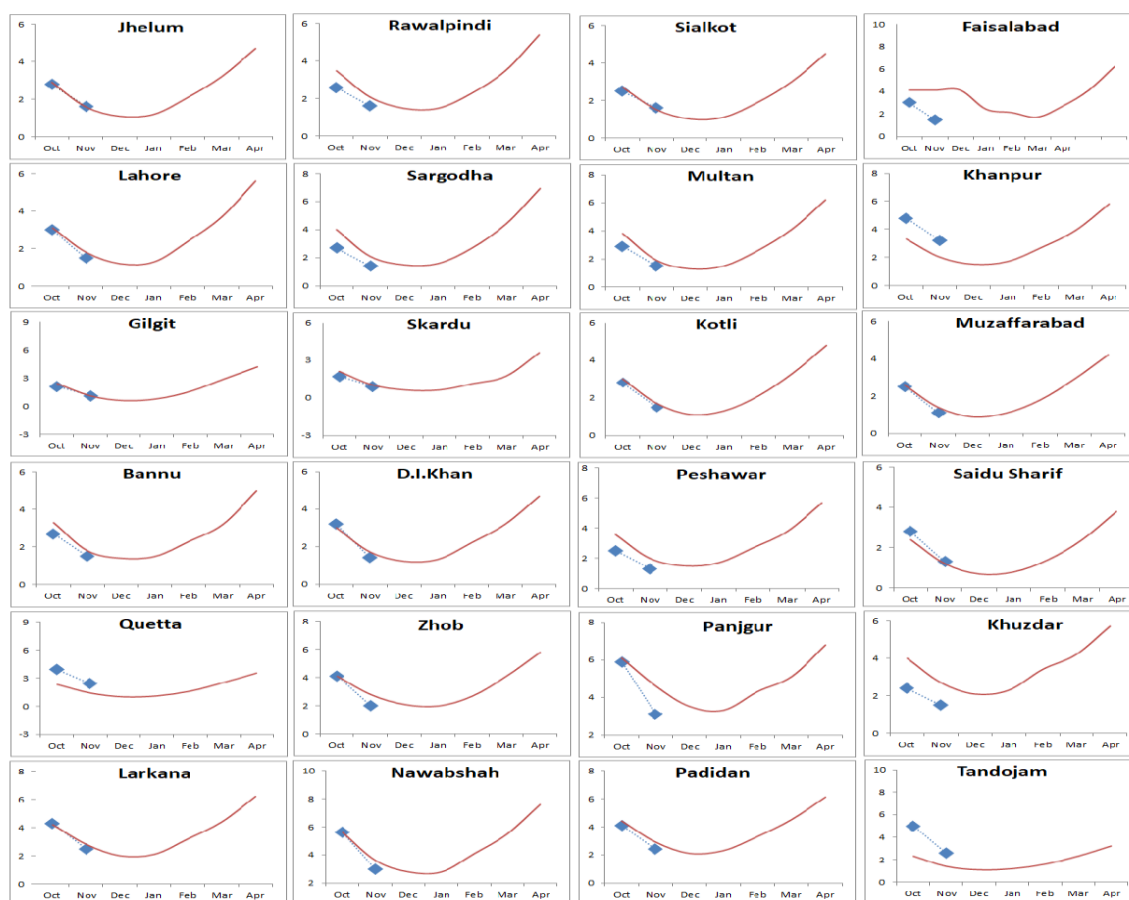 Jhelum
6
4
2
0
Oct Nov Dec Jan Feb Mar Apr
Rawalpindi
6
4
2
0
Oct Nov Dec Jan Feb Mar Apr
Sialkot
6
4
2
0
Oct Nov Dec Jan Feb Mar Apr
Faisalabad
10
8
6
4
2
Oct Nov Dec Jan Feb Mar Apr
Lahore
6
4
2
0
Oct Nov Dec Jan Feb Mar Apr
Sargodha
8
6
4
2
0
Oct Nov Dec Jan Feb Mar Apr
Multan
8
6
4
2
0
Oct Nov Dec Jan Feb Mar Apr
Khanpur
8
6
4
2
0
Oct Nov Dec Jan Feb Mar Apr
Gilgit
9
6
3
0
-3
Oct Nov Dec Jan Feb Mar Apr
Skardu
6
3
0
-3
Oct Nov Dec Jan Feb Mar Apr
Kotli
6
4
2
0
Oct Nov Dec Jan Feb Mar Apr
Muzaffarabad
6
4
2
0
Oct Nov Dec Jan Feb Mar Apr
Bannu
6
4
2
0
Oct Nov Dec Jan Feb Mar Apr
D.I.Khan
6
4
2
0
Oct Nov Dec Jan Feb Mar Apr
Peshawar
8
6
4
2
0
Oct Nov Dec Jan Feb Mar Apr
Saidu Sharif
6
4
2
0
Oct Nov Dec Jan Feb Mar Apr
Quetta
9
6
3
0
-3
Oct Nov Dec Jan Feb Mar Apr
Zhob
8
6
4
2
0
Oct Nov Dec Jan Feb Mar Apr
Panjgur
8
6
4
2
Oct Nov Dec Jan Feb Mar Apr
Khuzdar
6
4
2
0
Oct Nov Dec Jan Feb Mar Apr
Larkana
8
6
4
2
0
Oct Nov Dec Jan Feb Mar Apr
Nawabshah
10
8
6
4
2
Oct Nov Dec Jan Feb Mar Apr
Padidan
8
6
4
2
0
Oct Nov Dec Jan Feb Mar Apr
Tandojam
10
8
6
4
2
0
Oct Nov Dec Jan Feb Mar Apr